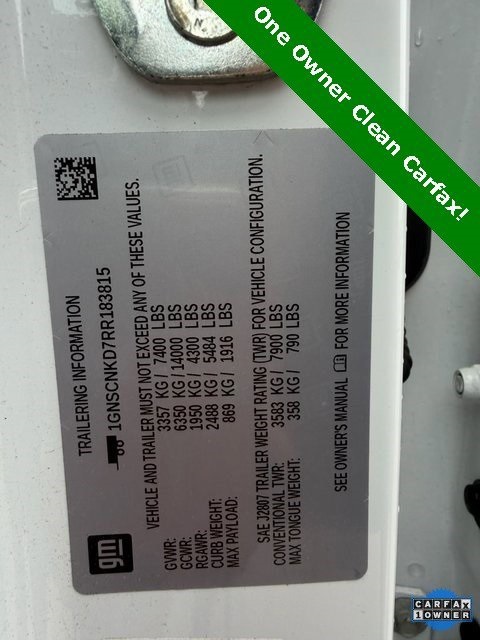 One Owner Clean Carfax!
TRAILERING INFORMATION
1GNSCNKD7RR183815
VEHICLE AND TRAILER MUST NOT EXCEED ANY OF THESE VALUES.
GVWR: 3357 KG / 7400 LBS
GCWR: 6350 KG / 14000 LBS
RGAWR: 1950 KG / 4300 LBS
CURB WEIGHT: 2488 KG / 5484 LBS
MAX PAYLOAD: 869 KG / 1916 LBS
SAE J2807 TRAILER WEIGHT RATING (TWR) FOR VEHICLE CONFIGURATION.
CONVENTIONAL TWR: 3583 KG / 7900 LBS
MAX TONGUE WEIGHT: 358 KG / 790 LBS
SEE OWNER'S MANUAL FOR MORE INFORMATION
gm
CARFAX
1 OWNER